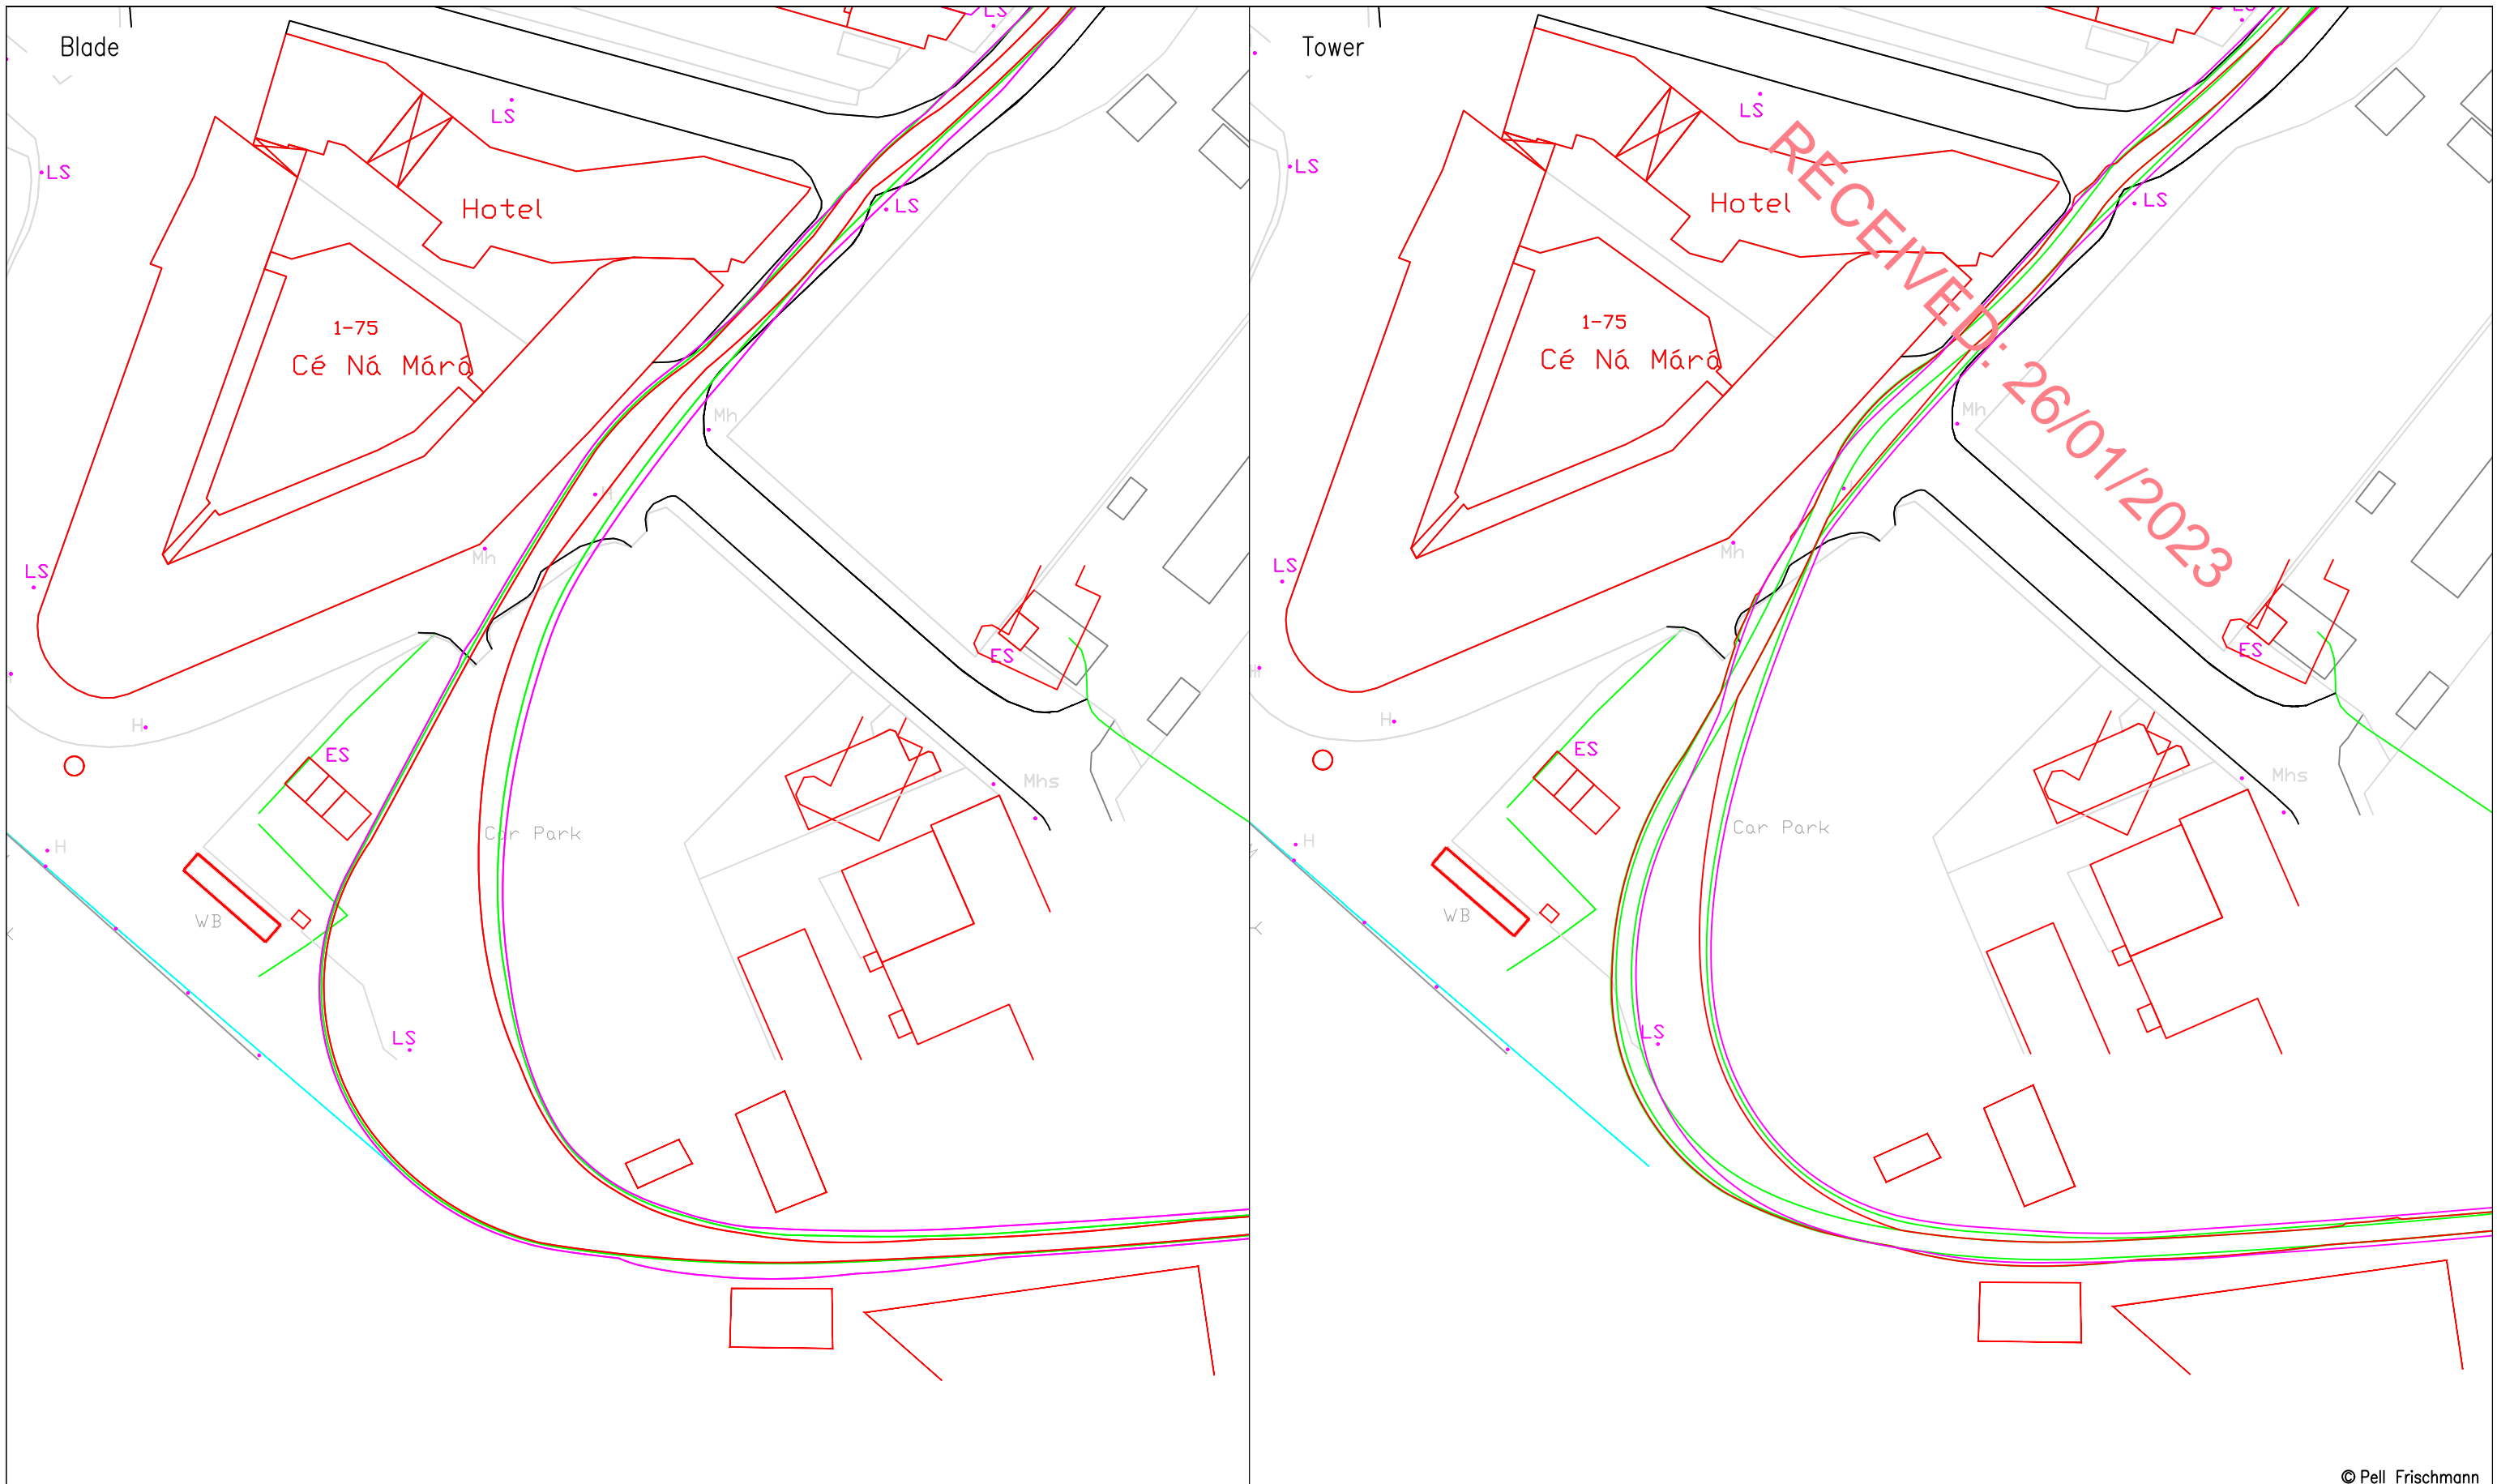 Blade
LS
LS
LS
Hotel
LS
1-75
Cé Ná Márá
Mh
H
Mh
LS
ES
H
ES
Mhs
Car Park
H
WB
LS
Tower
LS
LS
LS
Hotel
LS
1-75
Cé Ná Márá
Mh
Mh
LS
ES
H
ES
Mhs
Car Park
H
WB
LS
RECEIVED: 26/01/2023
© Pell Frischmann